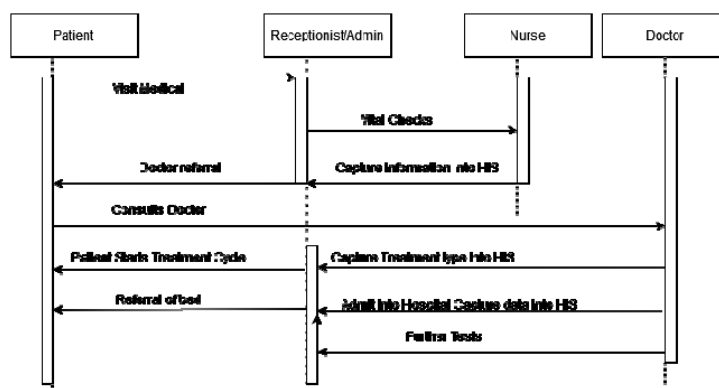 Patient
Receptionist/Admin
Nurse
Doctor
Visit Medical
Vital Checks
Doctor referral
Capture Information into HIS
Consults Doctor
Patient Starts Treatment Cycle
Capture Treatment type into HIS
Referral of bed
Admit into Hospital Capture data into HIS
Further Tests